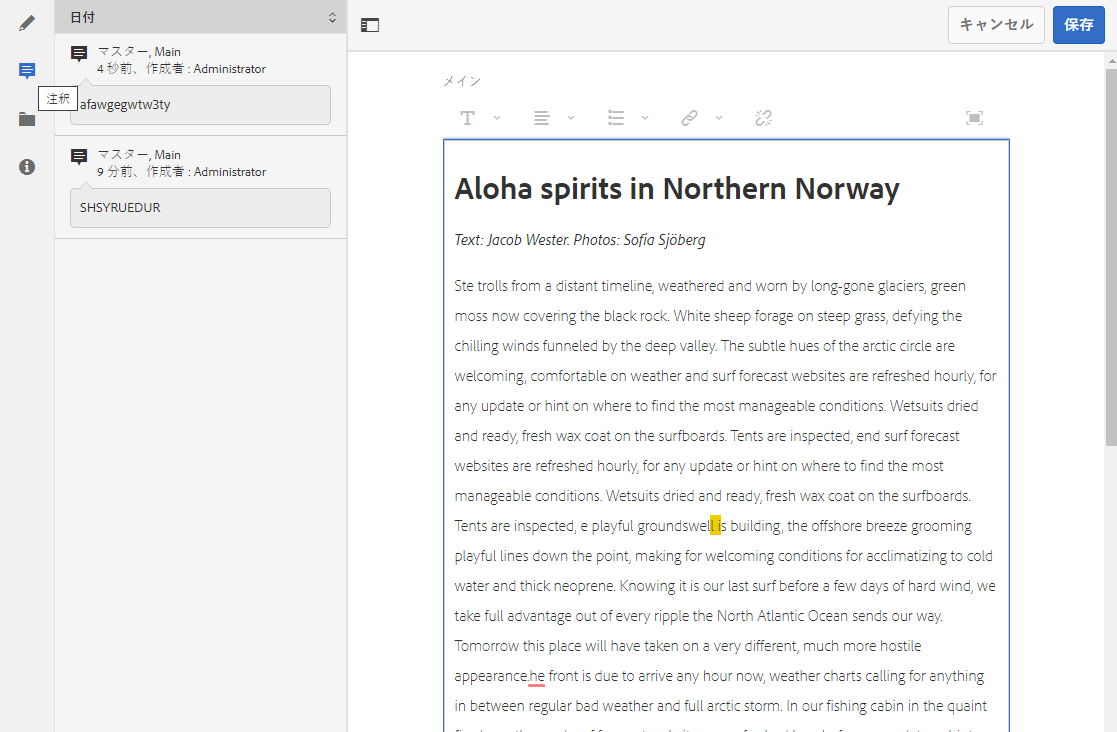 日付
マスター, Main
4 秒前、作成者 : Administrator
注釈
afawgegwtw3ty
マスター, Main
9 分前、作成者 : Administrator
SHSYRUEDUR
キャンセル
保存
メイン
Aloha spirits in Northern Norway
Text: Jacob Wester. Photos: Sofia Sjöberg
Ste trolls from a distant timeline, weathered and worn by long-gone glaciers, green
moss now covering the black rock. White sheep forage on steep grass, defying the
chilling winds funneled by the deep valley. The subtle hues of the arctic circle are
welcoming, comfortable on weather and surf forecast websites are refreshed hourly, for
any update or hint on where to find the most manageable conditions. Wetsuits dried
and ready, fresh wax coat on the surfboards. Tents are inspected, end surf forecast
websites are refreshed hourly, for any update or hint on where to find the most
manageable conditions. Wetsuits dried and ready, fresh wax coat on the surfboards.
Tents are inspected, e playful groundswell is building, the offshore breeze grooming
playful lines down the point, making for welcoming conditions for acclimatizing to cold
water and thick neoprene. Knowing it is our last surf before a few days of hard wind, we
take full advantage out of every ripple the North Atlantic Ocean sends our way.
Tomorrow this place will have taken on a very different, much more hostile
appearance.he front is due to arrive any hour now, weather charts calling for anything
in between regular bad weather and full arctic storm. In our fishing cabin in the quaint